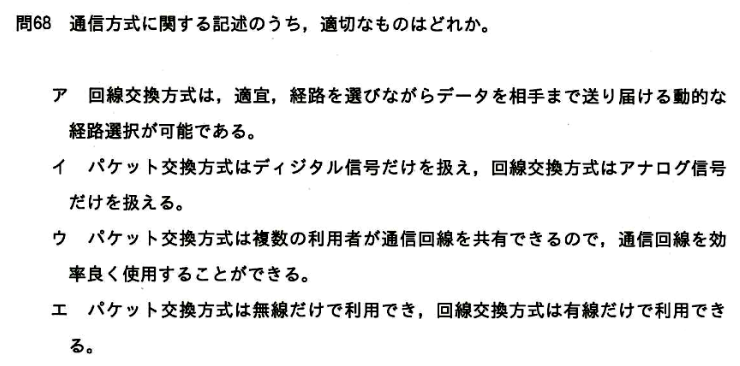 問68 通信方式に関する記述のうち，適切なものはどれか。
ア 回線交換方式は，適宜，経路を選びながらデータを相手まで送り届ける動的な
経路選択が可能である。
イ パケット交換方式はディジタル信号だけを扱え，回線交換方式はアナログ信号
だけを扱える。
ウ パケット交換方式は複数の利用者が通信回線を共有できるので，通信回線を効
率良く使用することができる。
エ パケット交換方式は無線だけで利用でき，回線交換方式は有線だけで利用でき
る。